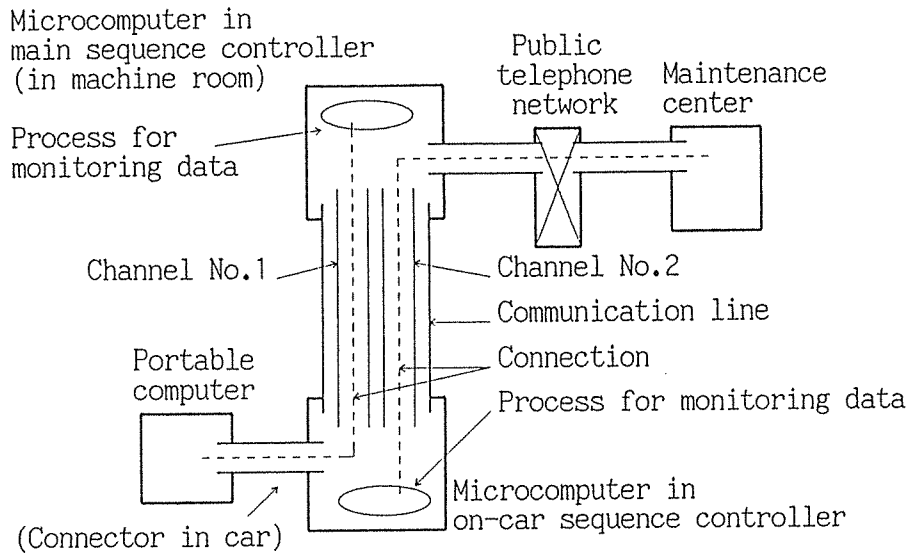 Microcomputer in
main sequence controller
(in machine room)
Public
telephone
network
Maintenance
center
Process for
monitoring data
Channel No.1
Channel No.2
Communication line
Connection
Portable
computer
Process for monitoring data
(Connector in car)
Microcomputer in
on-car sequence controller